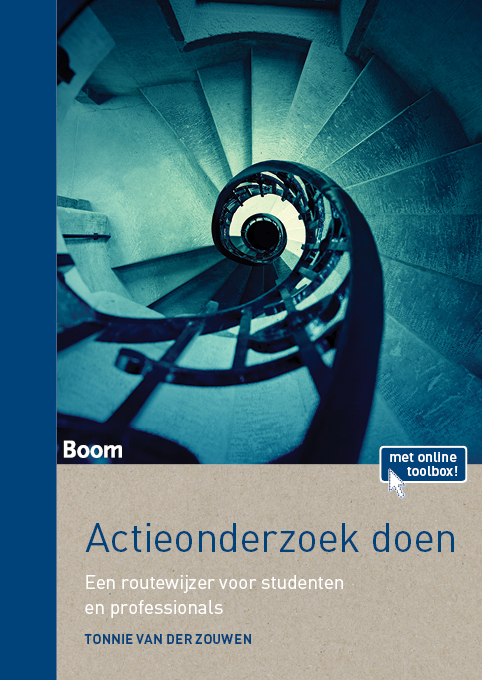 Boom
met online
toolbox!
Actieonderzoek doen
Een routewijzer voor studenten
en professionals
TONNIE VAN DER ZOUWEN